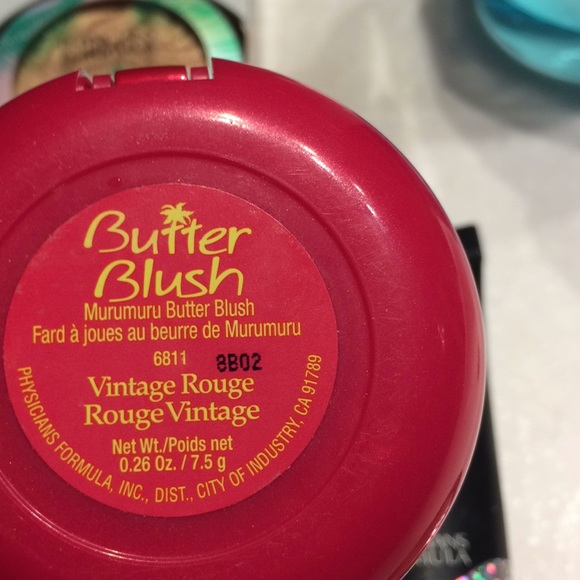 Butter
Blush
Murumuru Butter Blush
Fard à joues au beurre de Murumuru
6811 8B02
Vintage Rouge
Rouge Vintage
Net Wt./Poids net
0.26 Oz. / 7.5 g
PHYSICIANS FORMULA, INC., DIST., CITY OF INDUSTRY, CA 91789